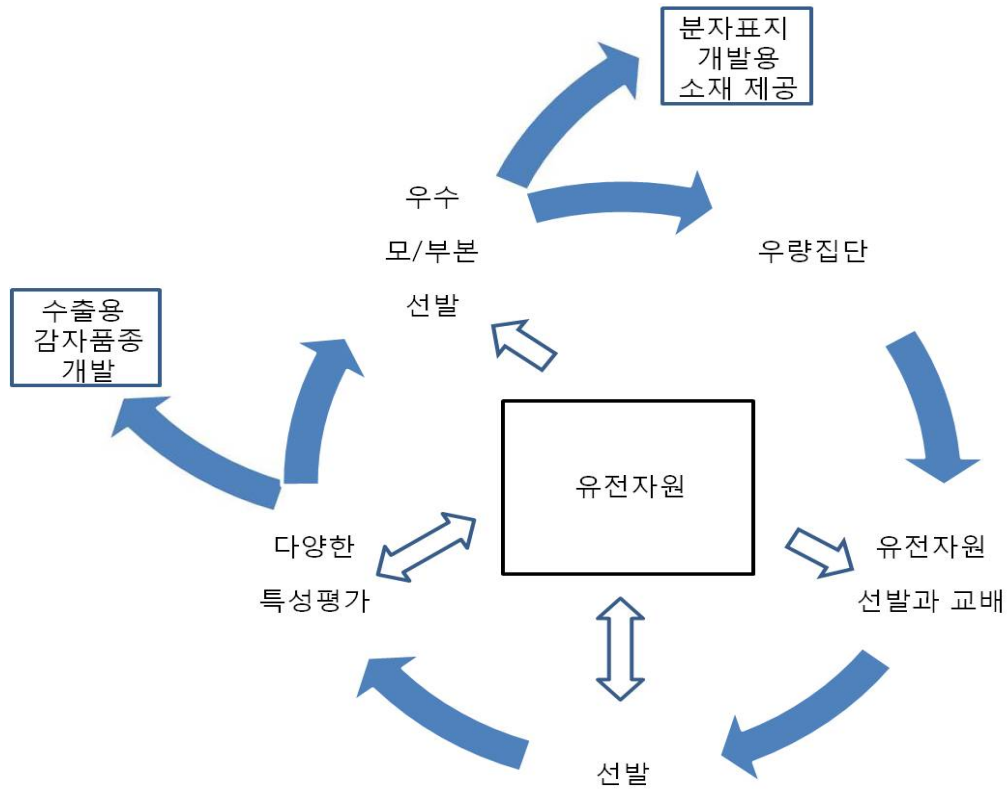 분자표지
개발용
소재 제공
우수
모/부본
선발
우량집단
수출용
감자품종
개발
유전자원
다양한
특성평가
유전자원
선발과 교배
선발